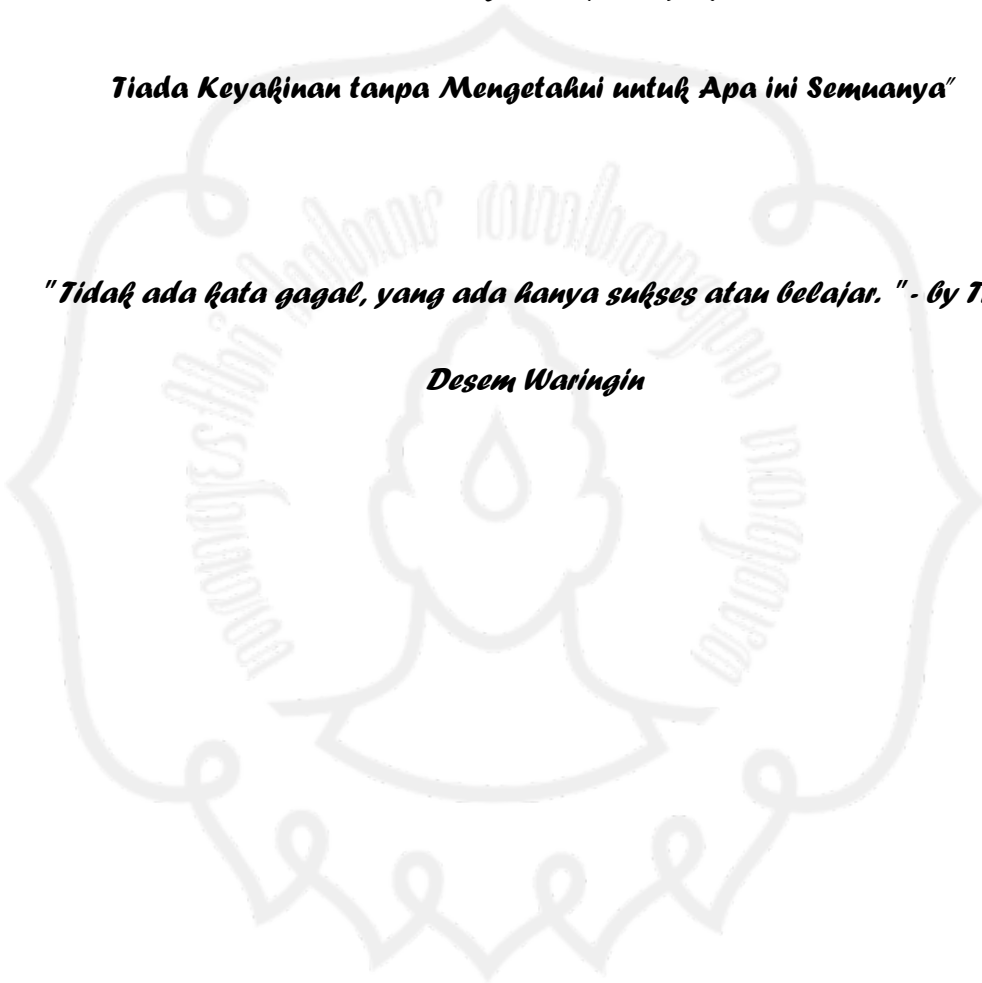 Tiada Keyakinan tanpa Mengetahui untuk Apa ini Semuanya"
"Tidak ada kata gagal, yang ada hanya sukses atau belajar. "- by
Desem Waringin